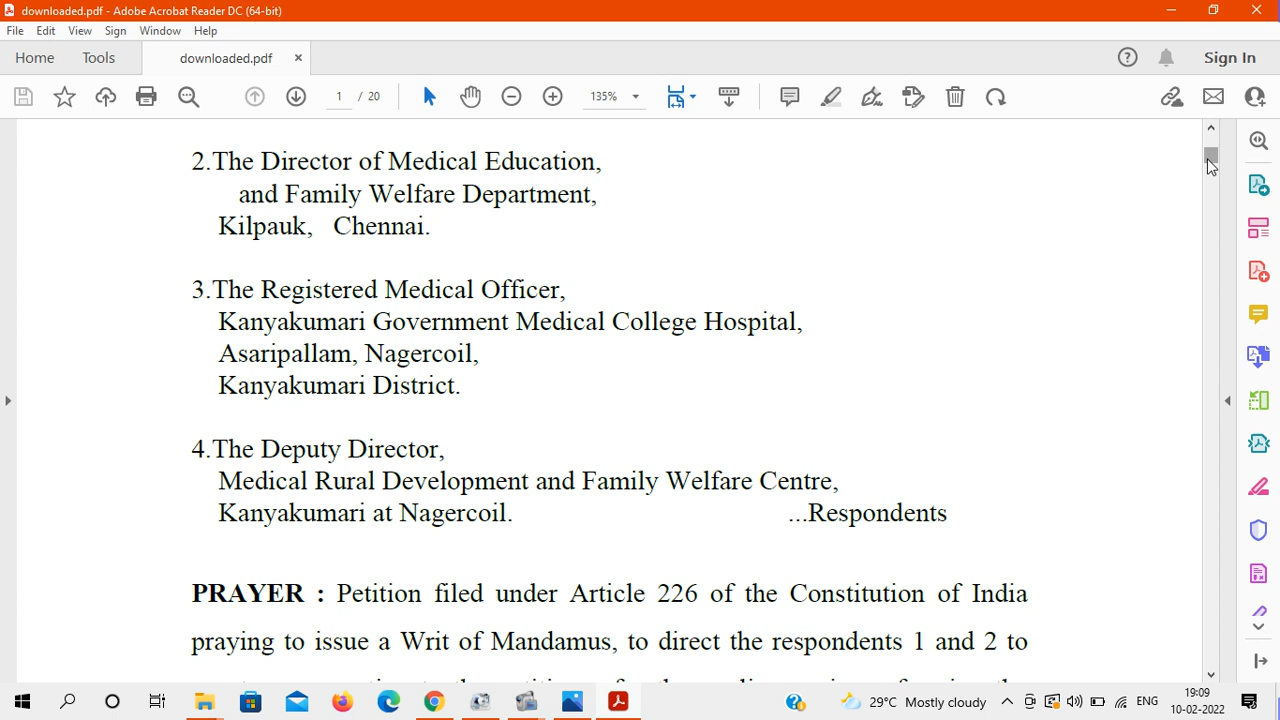 downloaded.pdf - Adobe Acrobat Reader DC (64-bit)
File Edit View Sign Window Help
Home Tools downloaded.pdf Sign In
1 / 20 135%
2.The Director of Medical Education,
and Family Welfare Department,
Kilpauk, Chennai.
3.The Registered Medical Officer,
Kanyakumari Government Medical College Hospital,
Asaripallam, Nagercoil,
Kanyakumari District.
4.The Deputy Director,
Medical Rural Development and Family Welfare Centre,
Kanyakumari at Nagercoil. ...Respondents
PRAYER : Petition filed under Article 226 of the Constitution of India
praying to issue a Writ of Mandamus, to direct the respondents 1 and 2 to
29°C Mostly cloudy ENG 19:09
10-02-2022